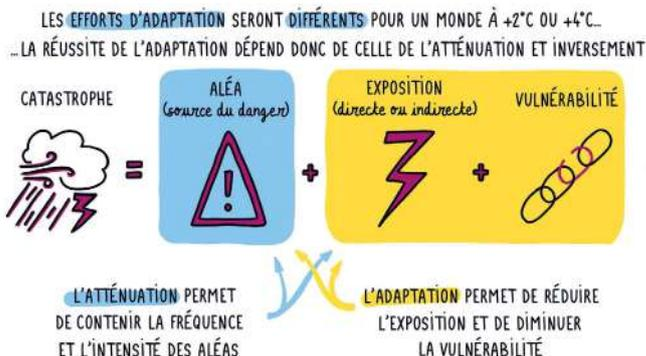 LES EFFORTS D'ADAPTATION SERONT DIFFÉRENTS POUR UN MONDE À +2°C OU +4°C...
...LA RÉUSSITE DE L'ADAPTATION DÉPEND DONC DE CELLE DE L'ATTÉNUATION ET INVERSEMENT
CATASTROPHE
=
ALÉA
(source du danger)
+
EXPOSITION
(directe ou indirecte)
+
VULNÉRABILITÉ
L'ATTÉNUATION PERMET
DE CONTENIR LA FRÉQUENCE
ET L'INTENSITÉ DES ALÉAS
L'ADAPTATION PERMET DE RÉDUIRE
L'EXPOSITION ET DE DIMINUER
LA VULNÉRABILITÉ